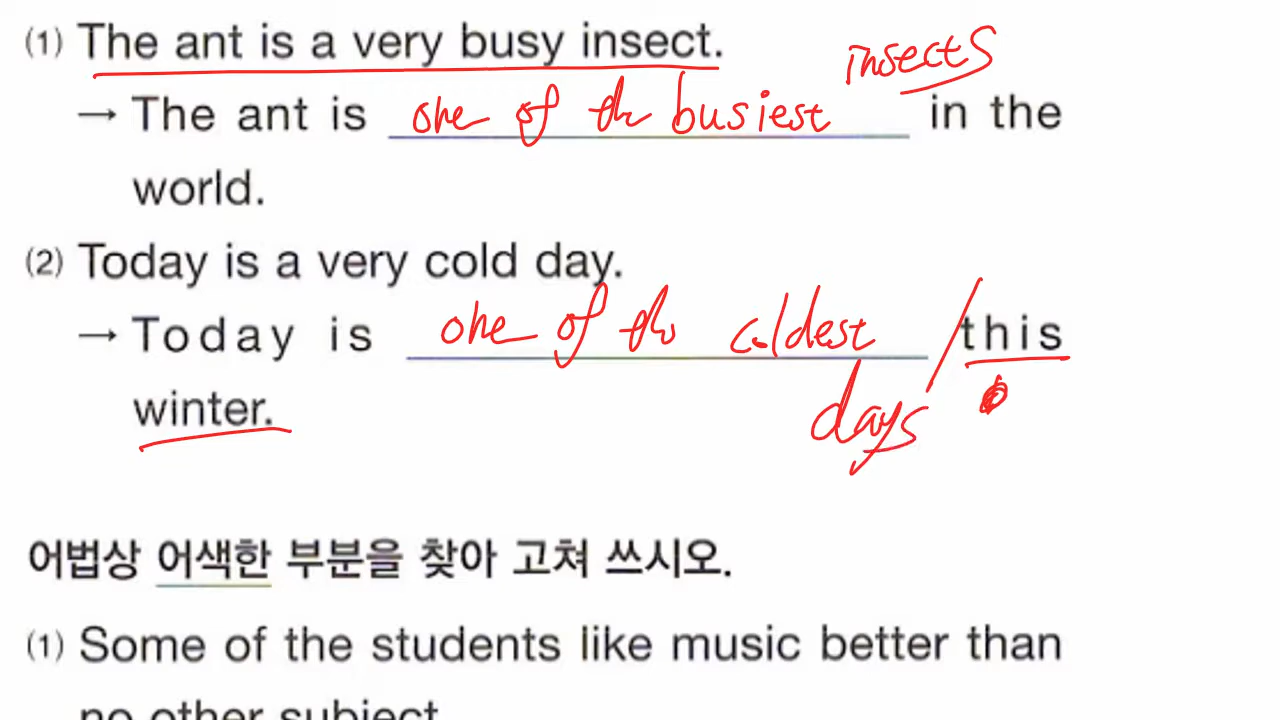 (1) The ant is a very busy insect.
insects
→ The ant is one of the busiest in the
world.
(2) Today is a very cold day.
→ Today is one of the coldest / this
winter.
days
어법상 어색한 부분을 찾아 고쳐 쓰시오.
(1) Some of the students like music better than
no other subject